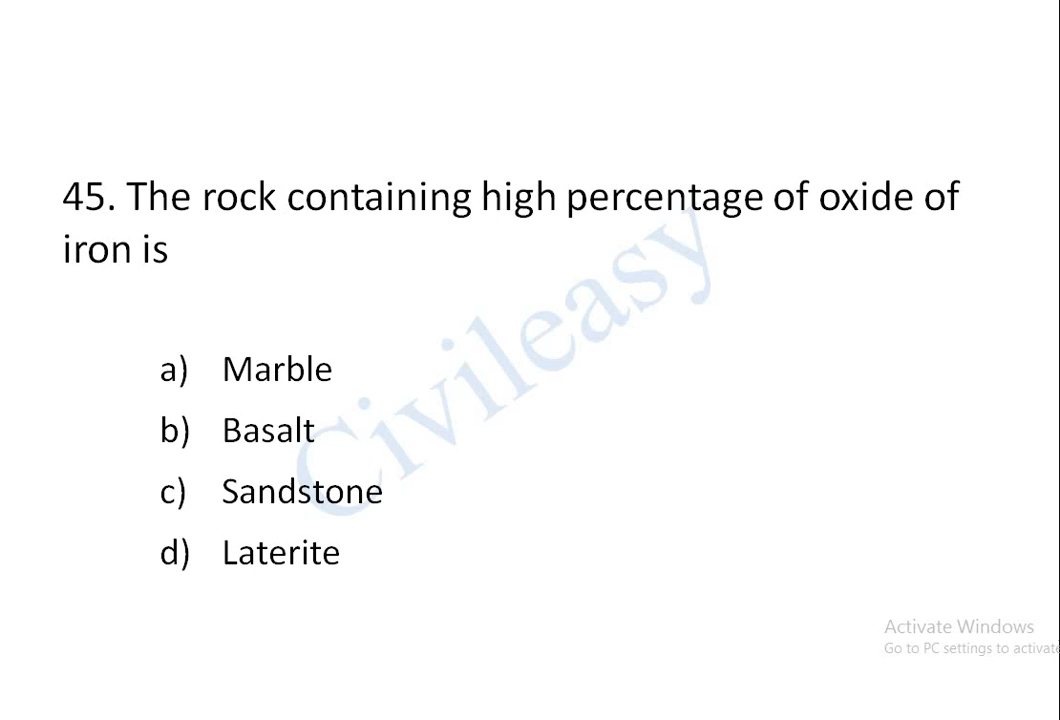 45. The rock containing high percentage of oxide of
iron is
a) Marble
b) Basalt
c) Sandstone
d) Laterite
Civileasy
Activate Windows
Go to PC settings to activate